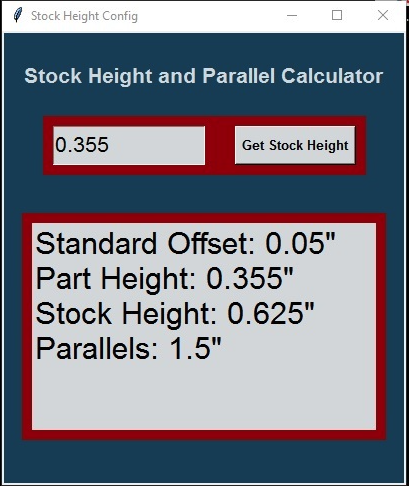 Stock Height Config
Stock Height and Parallel Calculator
0.355
Get Stock Height
Standard Offset: 0.05"
Part Height: 0.355"
Stock Height: 0.625"
Parallels: 1.5"